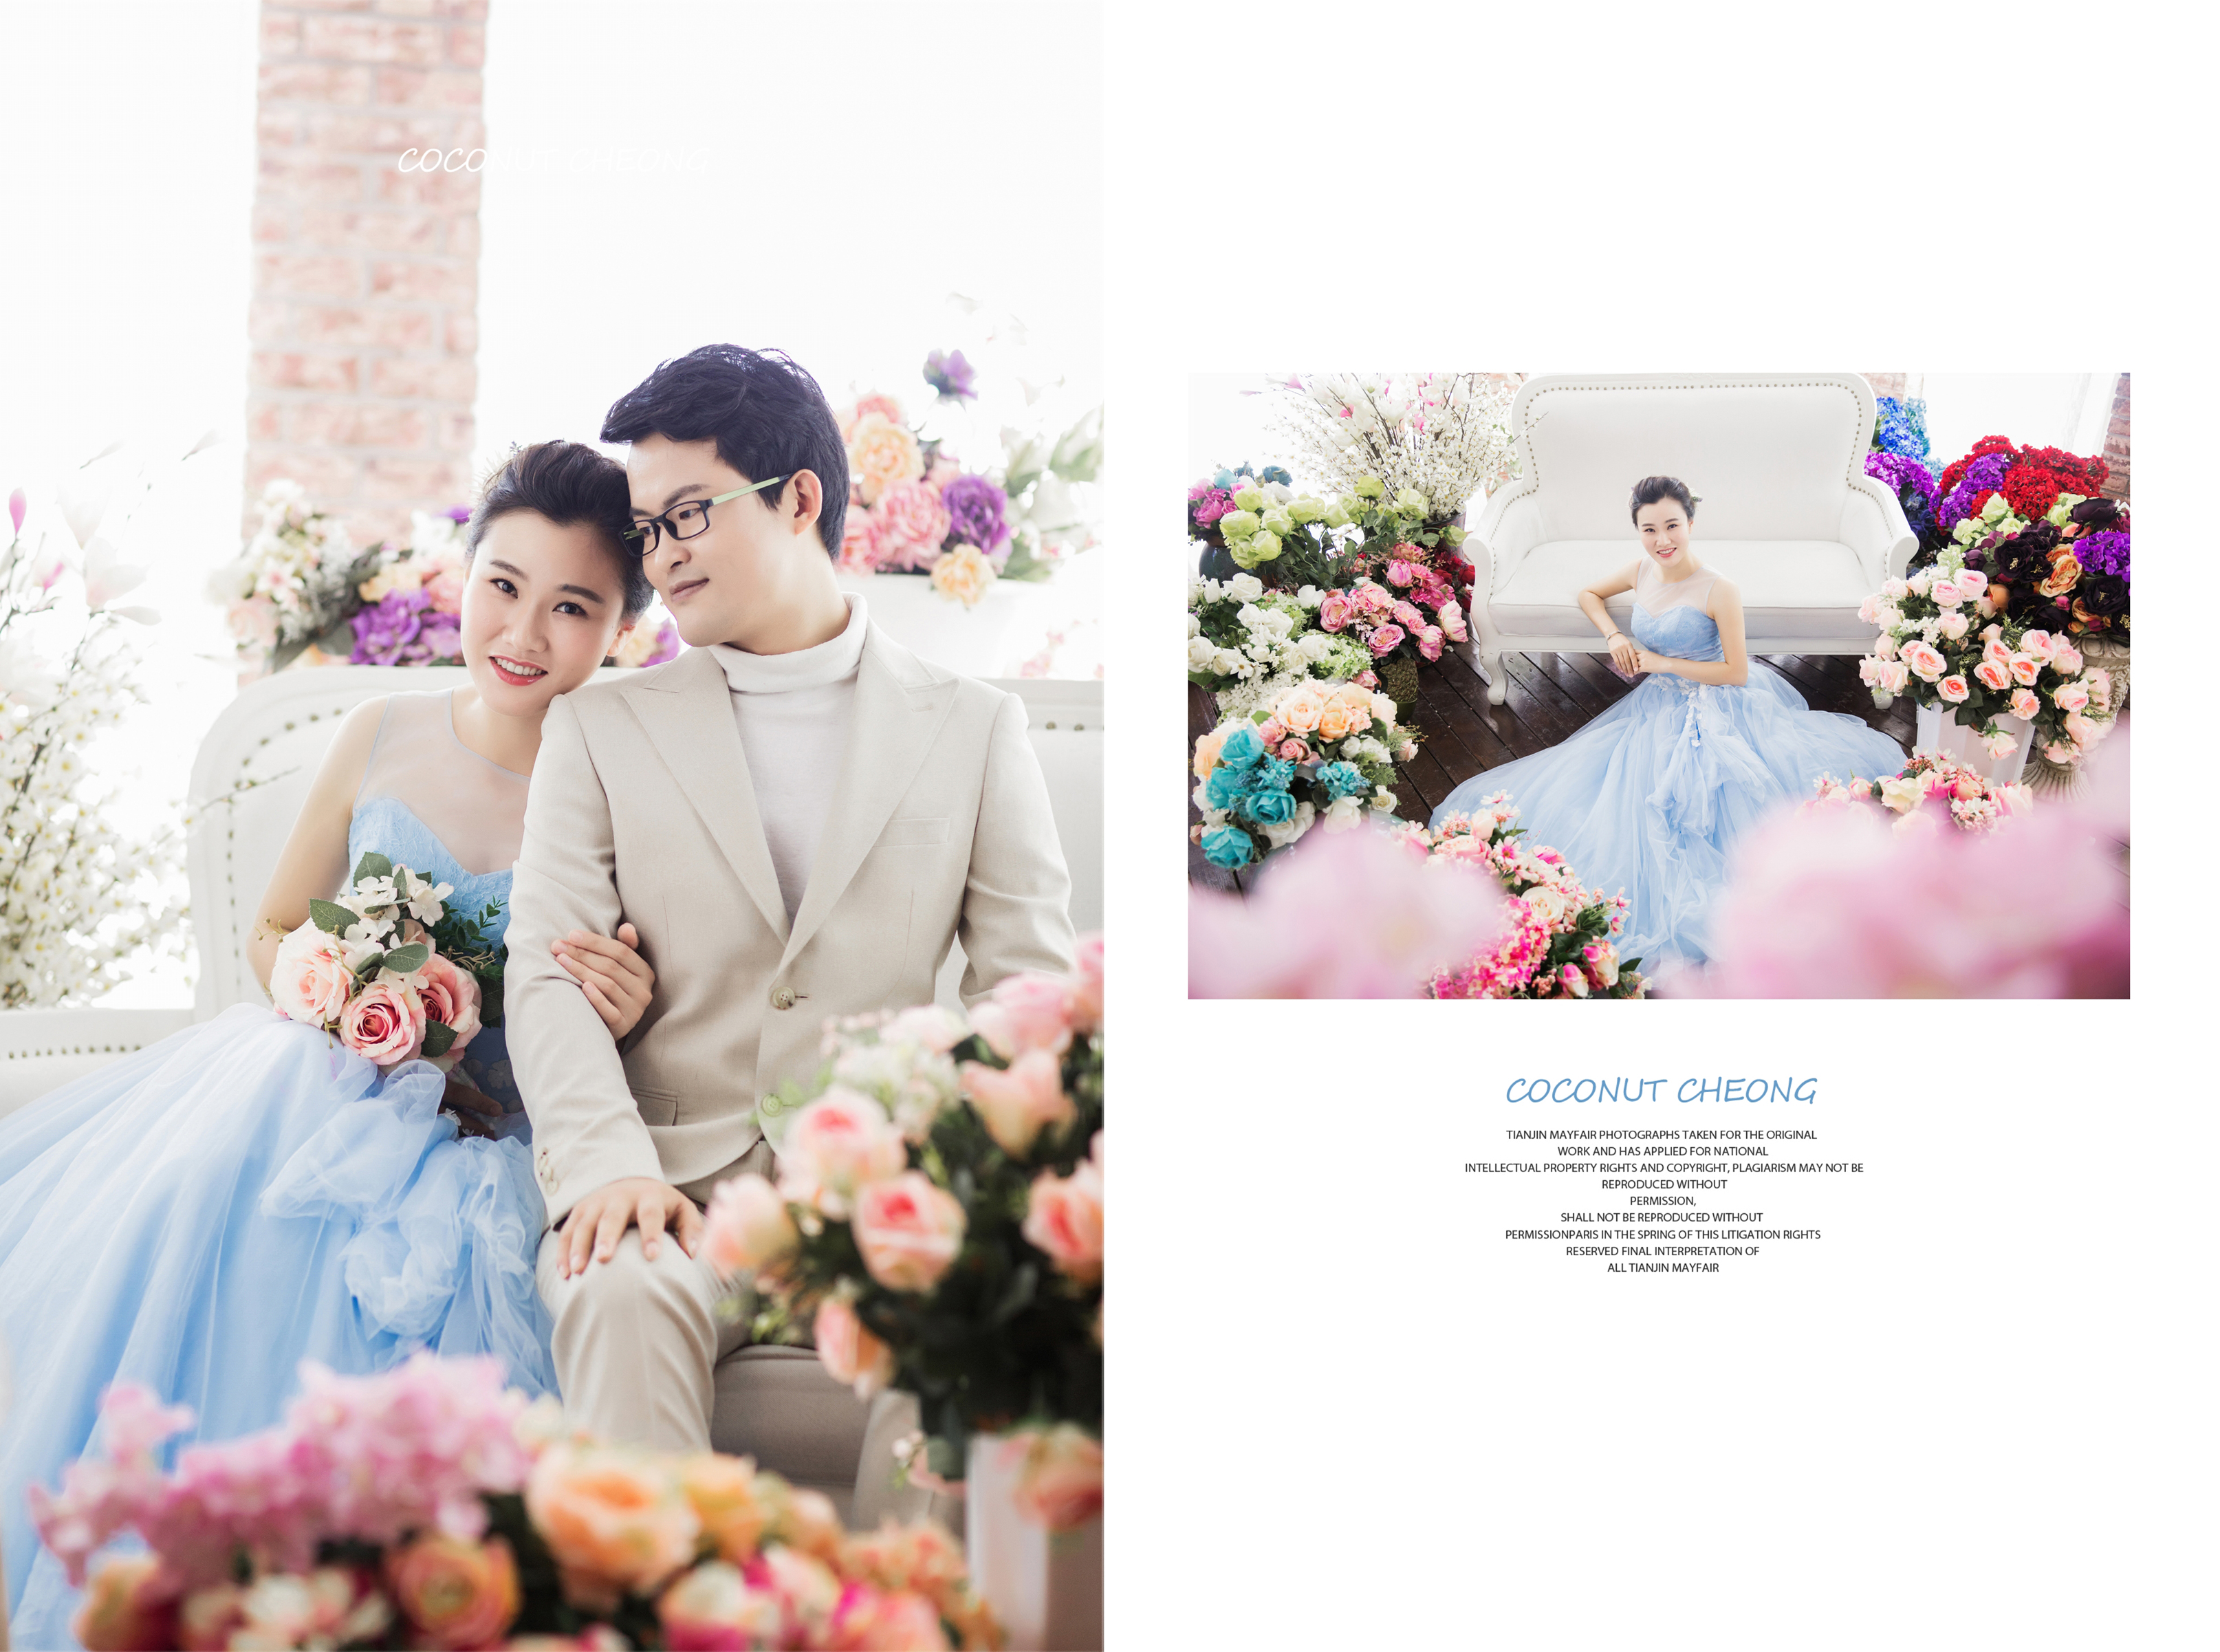 COCONUT CHEONG
COCONUT CHEONG
TIANJIN MAYFAIR PHOTOGRAPHS TAKEN FOR THE ORIGINAL
WORK AND HAS APPLIED FOR NATIONAL
INTELLECTUAL PROPERTY RIGHTS AND COPYRIGHT, PLAGIARISM MAY NOT BE
REPRODUCED WITHOUT
PERMISSION,
SHALL NOT BE REPRODUCED WITHOUT
PERMISSIONPARIS IN THE SPRING OF THIS LITIGATION RIGHTS
RESERVED FINAL INTERPRETATION OF
ALL TIANJIN MAYFAIR